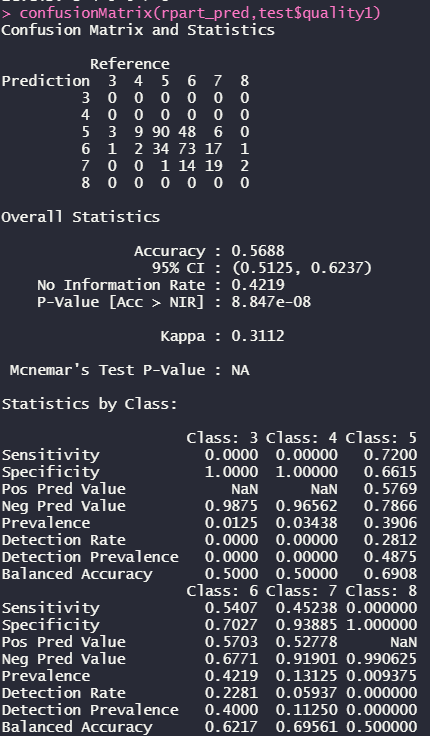 > confusionMatrix(rpart_pred,test$quality1)
Confusion Matrix and Statistics
          Reference
Prediction  3  4  5  6  7  8
         3  0  0  0  0  0  0
         4  0  0  0  0  0  0
         5  3  9 90 48  6  0
         6  1  2 34 73 17  1
         7  0  0  1 14 19  2
         8  0  0  0  0  0  0
Overall Statistics
               Accuracy : 0.5688
                 95% CI : (0.5125, 0.6237)
    No Information Rate : 0.4219
    P-Value [Acc > NIR] : 8.847e-08
                  Kappa : 0.3112
 Mcnemar's Test P-Value : NA
Statistics by Class:
                     Class: 3 Class: 4 Class: 5
Sensitivity            0.0000  0.00000   0.7200
Specificity            1.0000  1.00000   0.6615
Pos Pred Value            NaN      NaN   0.5769
Neg Pred Value         0.9875  0.96562   0.7866
Prevalence             0.0125  0.03438   0.3906
Detection Rate         0.0000  0.00000   0.2812
Detection Prevalence   0.0000  0.00000   0.4875
Balanced Accuracy      0.5000  0.50000   0.6908
                     Class: 6 Class: 7 Class: 8
Sensitivity            0.5407  0.45238 0.000000
Specificity            0.7027  0.93885 1.000000
Pos Pred Value         0.5703  0.52778      NaN
Neg Pred Value         0.6771  0.91901 0.990625
Prevalence             0.4219  0.13125 0.009375
Detection Rate         0.2281  0.05937 0.000000
Detection Prevalence   0.4000  0.11250 0.000000
Balanced Accuracy      0.6217  0.69561 0.500000